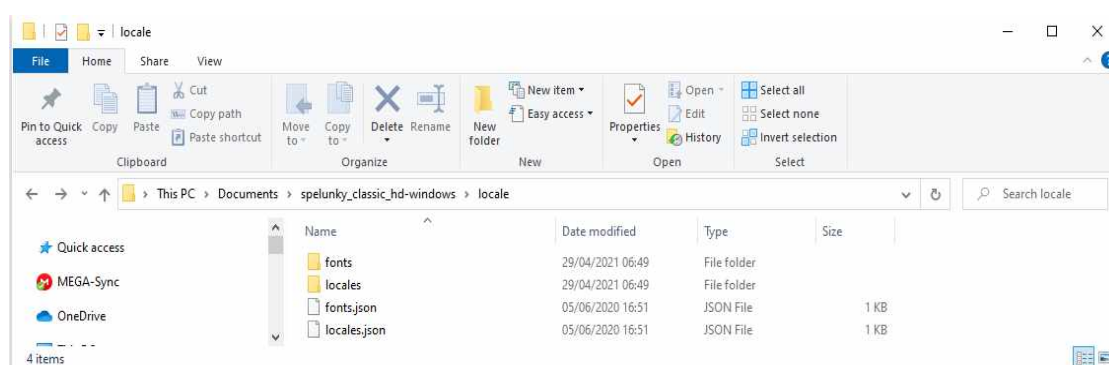 locale
File Home Share View
Pin to Quick access
Copy
Paste
Cut
Copy path
Paste shortcut
Clipboard
Move to
Copy to
Delete
Rename
Organize
New folder
New item
Easy access
New
Properties
Open
Edit
History
Open
Select all
Select none
Invert selection
Select
This PC > Documents > spelunky_classic_hd-windows > locale
Search locale
Quick access
MEGA-Sync
OneDrive
Name Date modified Type Size
fonts 29/04/2021 06:49 File folder
locales 29/04/2021 06:49 File folder
fonts.json 05/06/2020 16:51 JSON File 1 KB
locales.json 05/06/2020 16:51 JSON File 1 KB
4 items